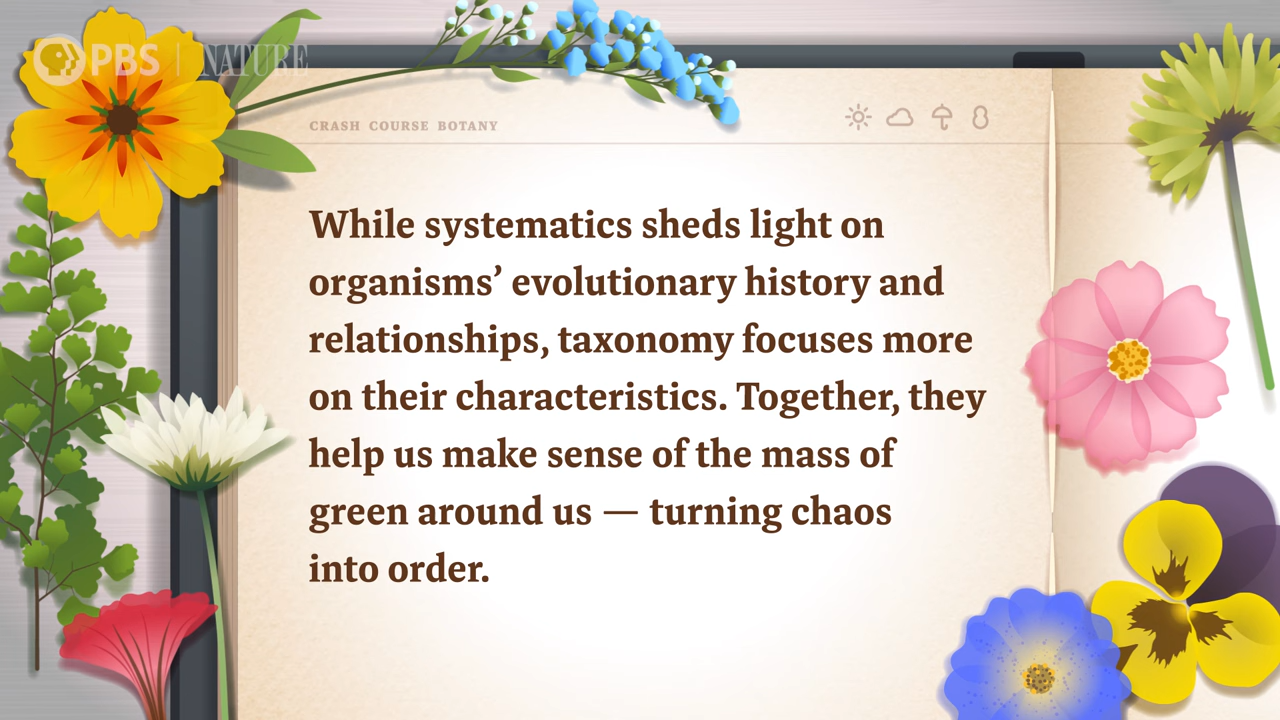 PBS | NATURE
CRASH COURSE BOTANY
While systematics sheds light on
organisms’ evolutionary history and
relationships, taxonomy focuses more
on their characteristics. Together, they
help us make sense of the mass of
green around us — turning chaos
into order.